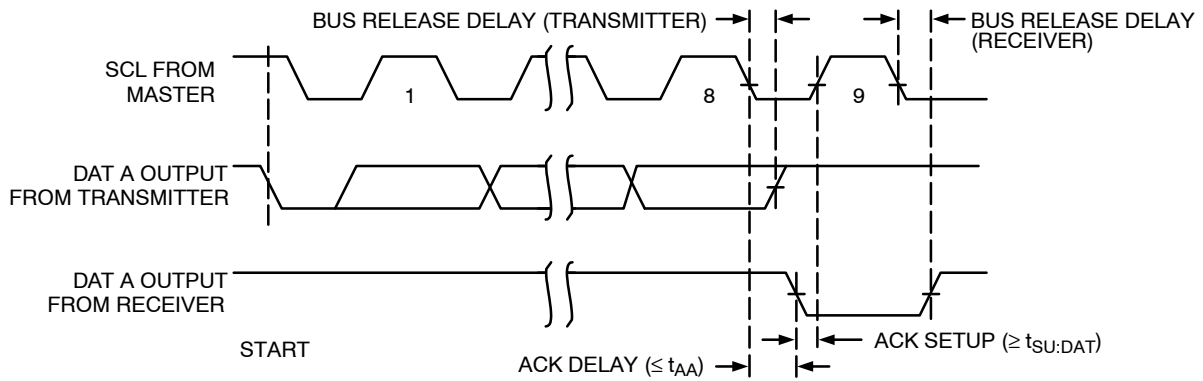 BUS RELEASE DELAY (TRANSMITTER)
BUS RELEASE DELAY
(RECEIVER)
SCL FROM
MASTER
1
8
9
DAT A OUTPUT
FROM TRANSMITTER
DAT A OUTPUT
FROM RECEIVER
START
ACK SETUP (≥ tSU:DAT)
ACK DELAY (≤ tAA)